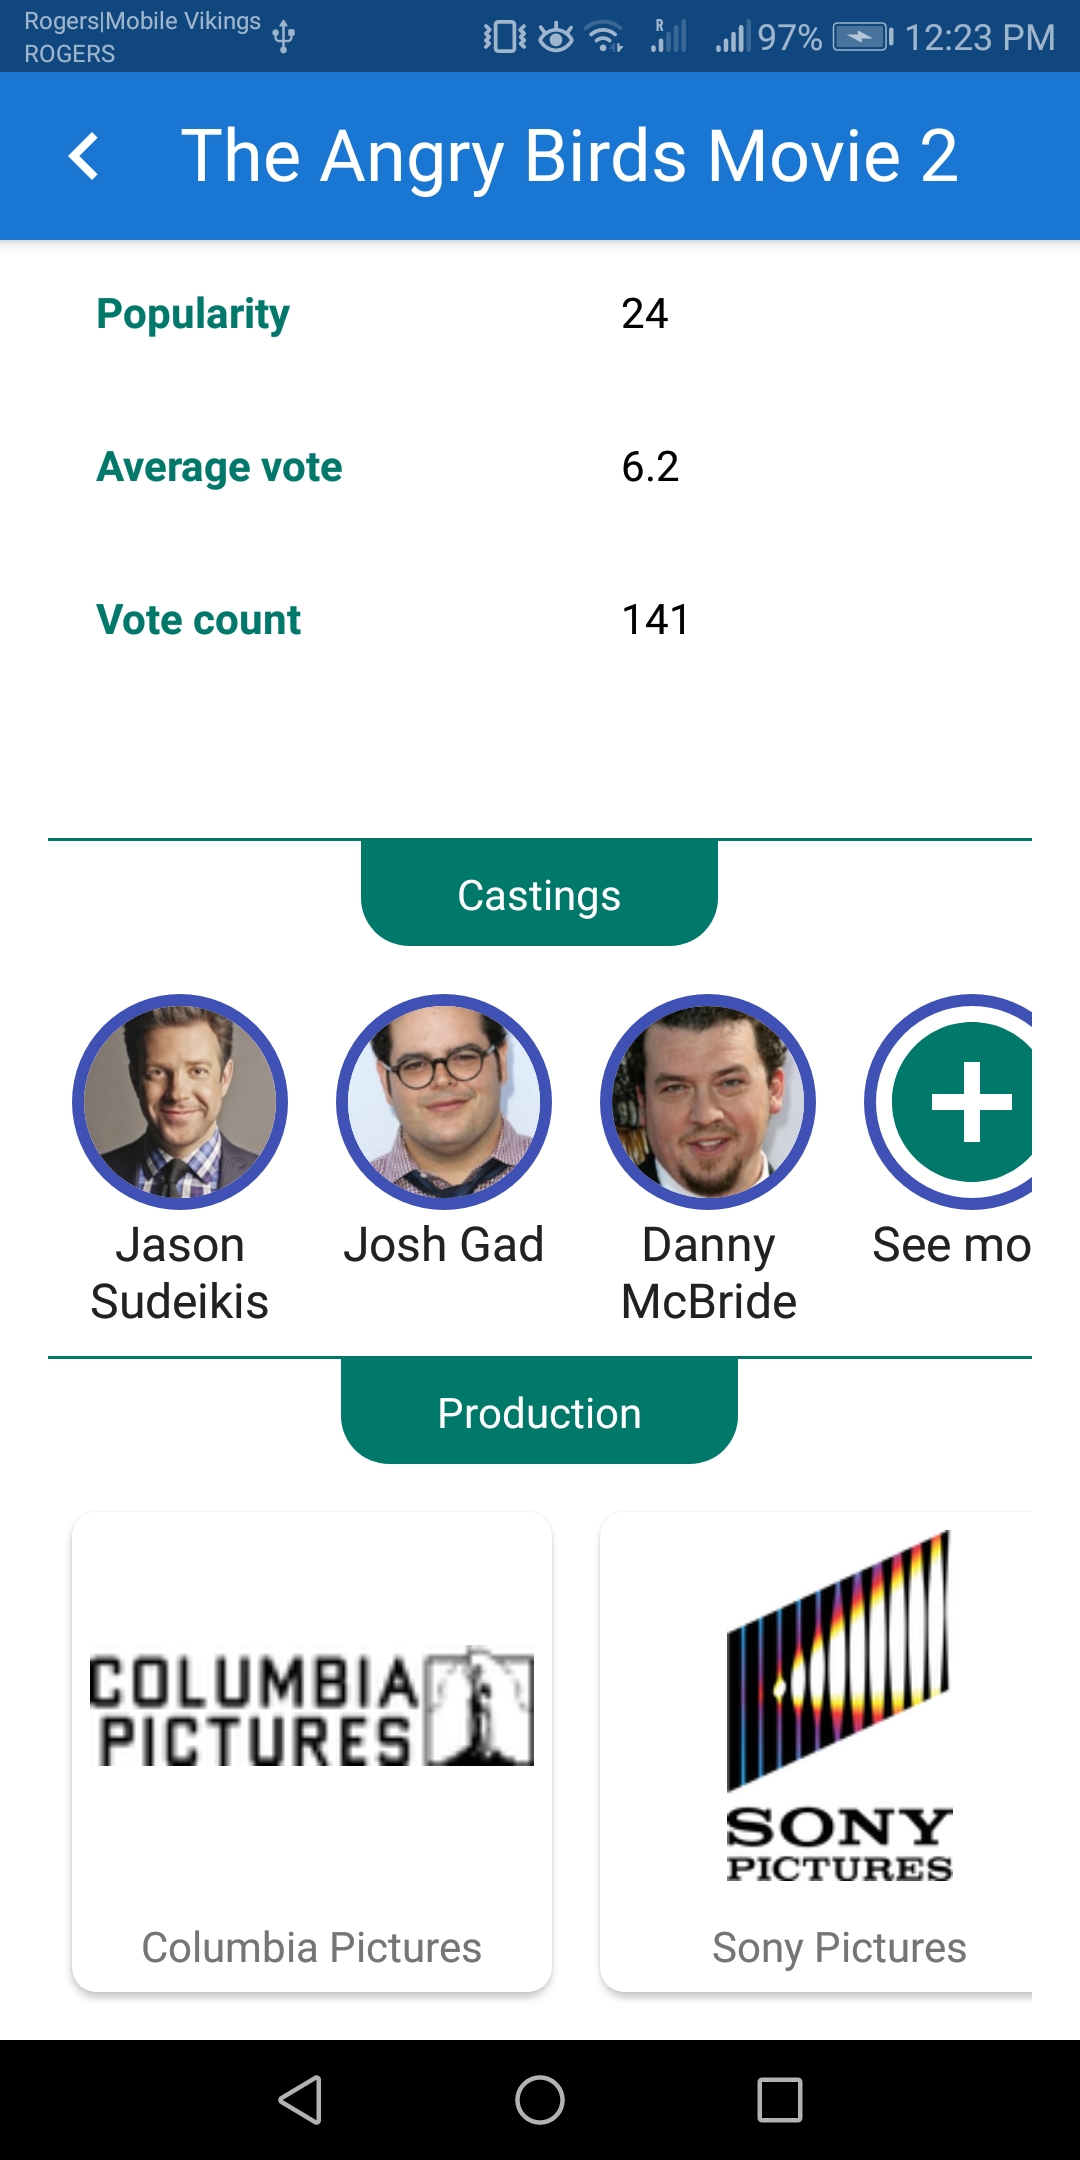 Rogers|Mobile Vikings
ROGERS
97% 12:23 PM
R
The Angry Birds Movie 2
Popularity 24
Average vote 6.2
Vote count 141
Castings
Jason Sudeikis
Josh Gad
Danny McBride
See mo
Production
COLUMBIA
PICTURES
SONY
PICTURES
Columbia Pictures
Sony Pictures